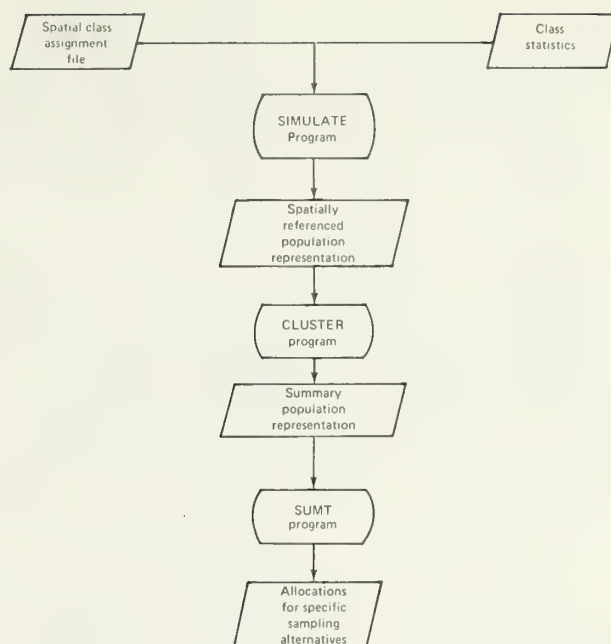 Spatial class
assignment
file
Class
statistics
SIMULATE
Program
Spatially
referenced
population
representation
CLUSTER
program
Summary
population
representation
SUMT
program
Allocations
for specific
sampling
alternatives